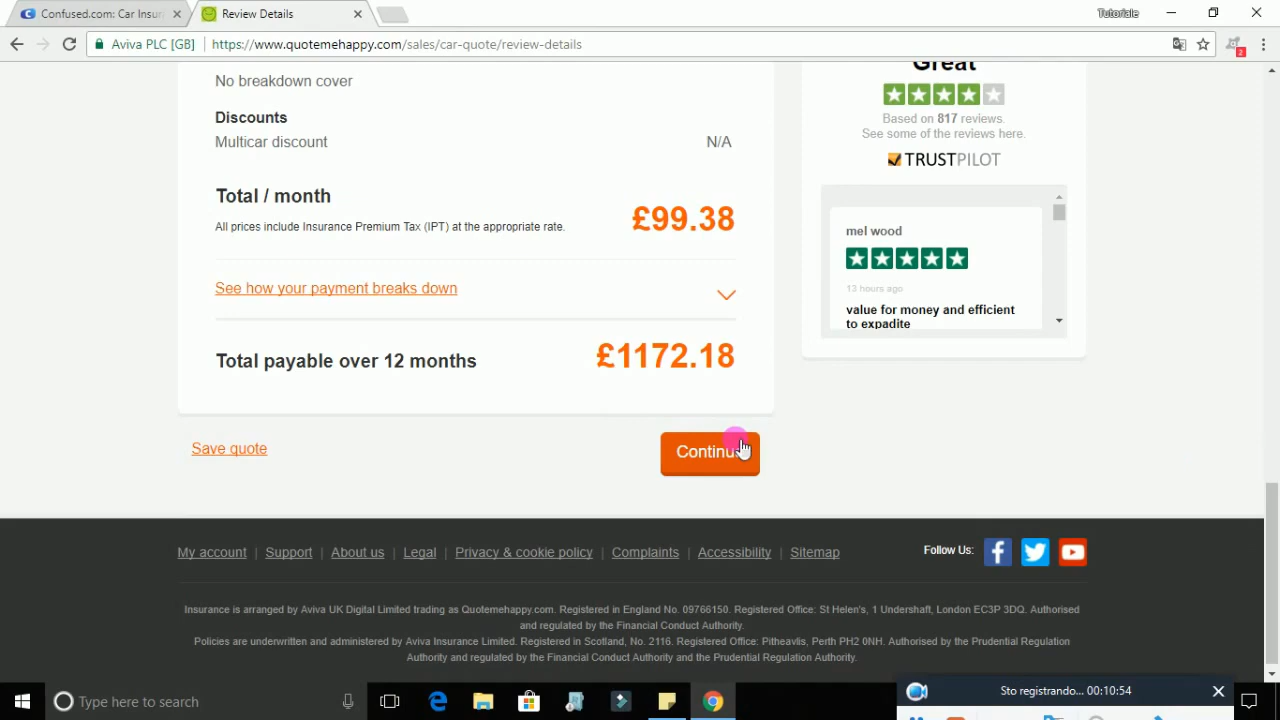 Confused.com: Car Insur
Review Details
Tutoriale
Aviva PLC [GB]
https://www.quotemehappy.com/sales/car-quote/review-details
2
No breakdown cover
Discounts
Multicar discount
N/A
Total / month
£99.38
All prices include Insurance Premium Tax (IPT) at the appropriate rate.
See how your payment breaks down
Total payable over 12 months
£1172.18
Save quote
Continue
Great
Based on 817 reviews.
See some of the reviews here.
TRUSTPILOT
mel wood
13 hours ago
value for money and efficient
to expadite
My account | Support | About us | Legal | Privacy & cookie policy | Complaints | Accessibility | Sitemap
Follow Us:
Insurance is arranged by Aviva UK Digital Limited trading as Quotemehappy.com. Registered in England No. 09766150. Registered Office: St Helen's, 1 Undershaft, London EC3P 3DQ. Authorised
and regulated by the Financial Conduct Authority.
Policies are underwritten and administered by Aviva Insurance Limited. Registered in Scotland, No. 2116. Registered Office: Pitheavlis, Perth PH2 0NH. Authorised by the Prudential Regulation
Authority and regulated by the Financial Conduct Authority and the Prudential Regulation Authority.
Type here to search
Sto registrando... 00:10:54